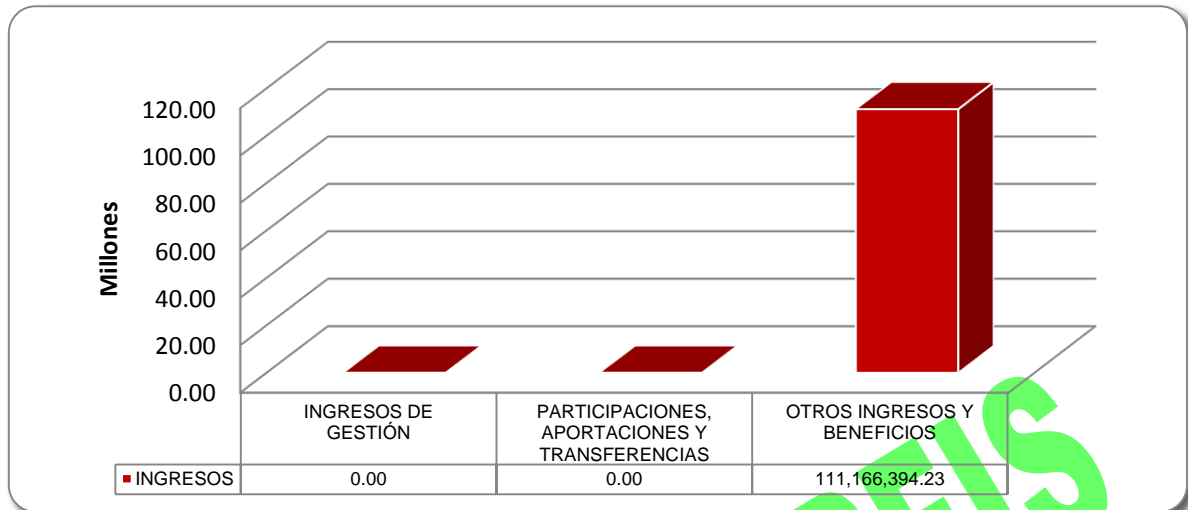 120.00
100.00
80.00
60.00
40.00
20.00
0.00
Millones
INGRESOS DE
GESTIÓN
PARTICIPACIONES,
APORTACIONES Y
TRANSFERENCIAS
OTROS INGRESOS Y
BENEFICIOS
INGRESOS 0.00 0.00 111,166,394.23